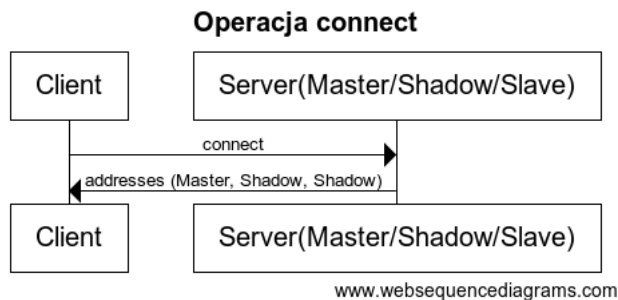 Operacja connect
Client
Server(Master/Shadow/Slave)
connect
addresses (Master, Shadow, Shadow)
Client
Server(Master/Shadow/Slave)
www.websequencediagrams.com